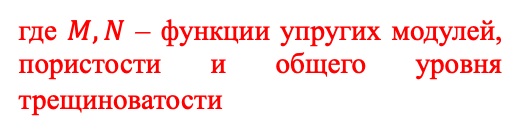 где M, N – функции упругих модулей,
пористости и общего уровня
трещиноватости